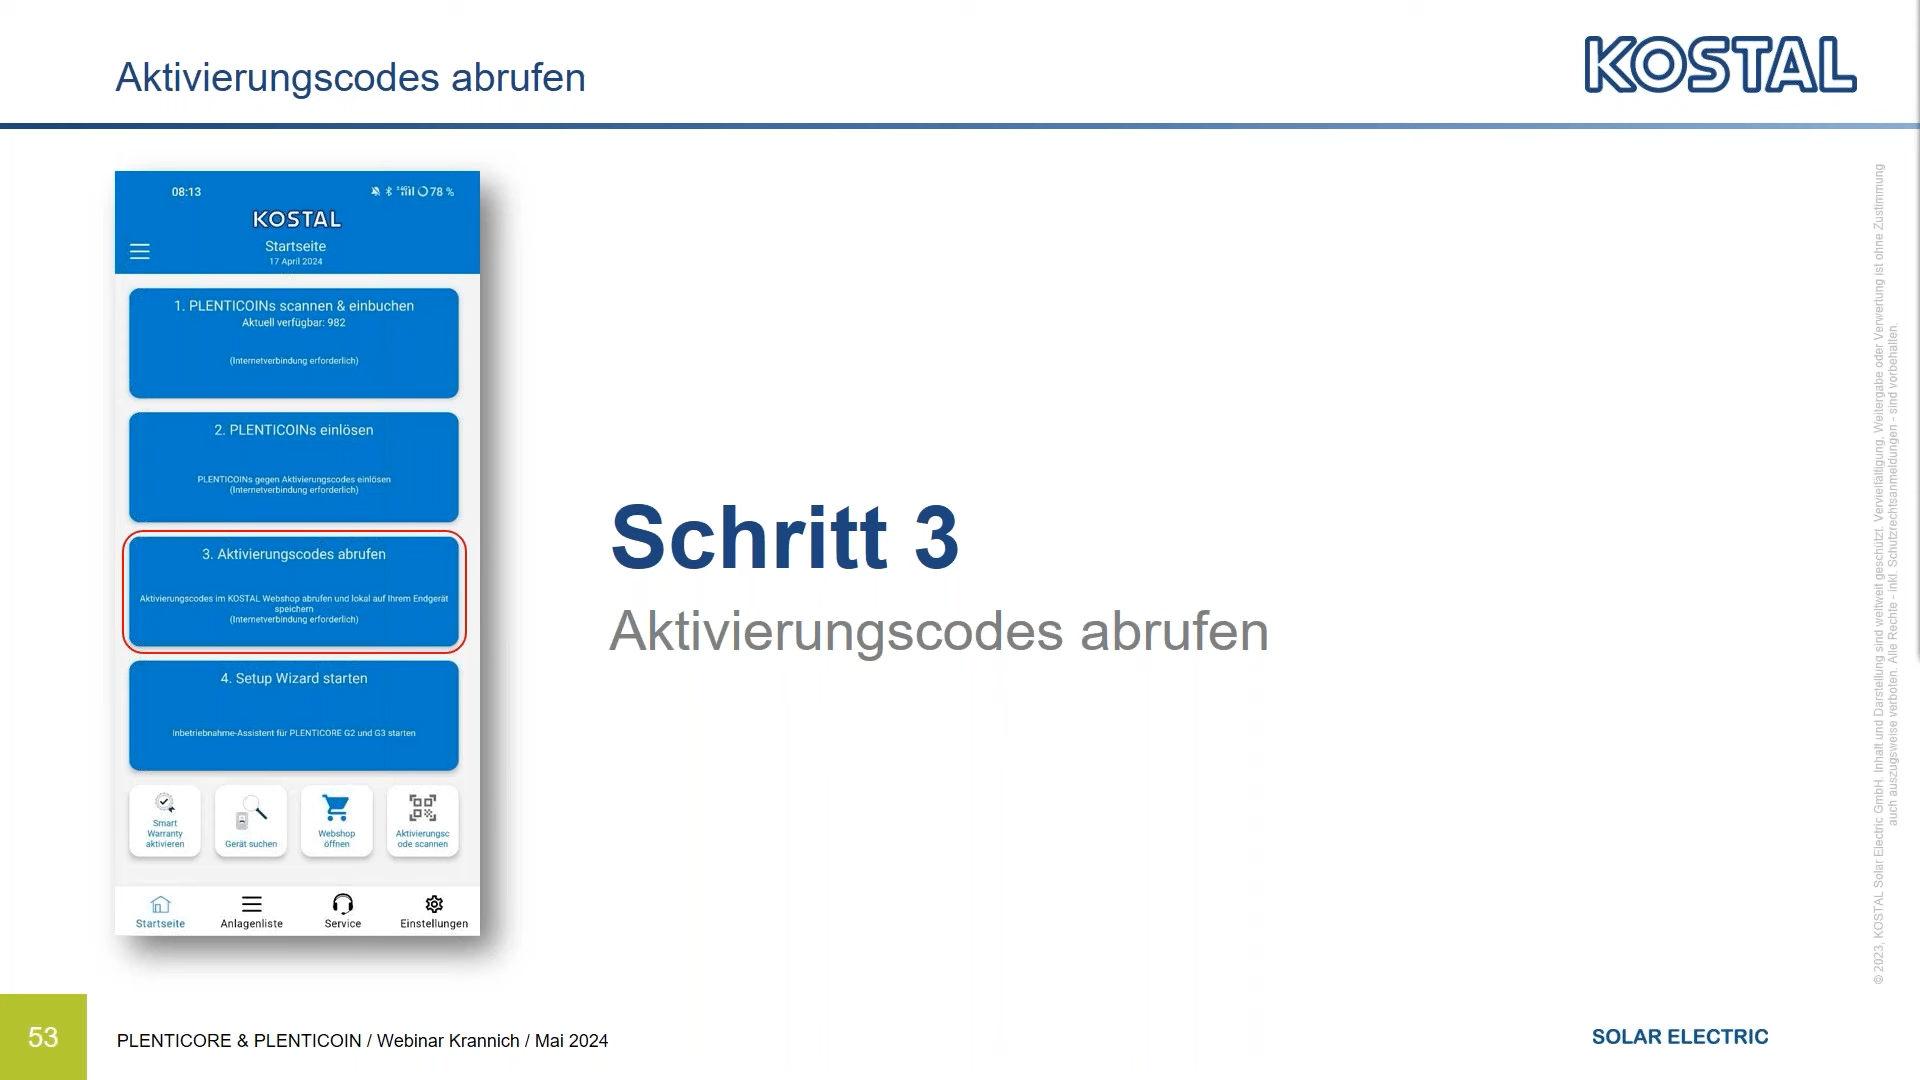 Aktivierungscodes abrufen
KOSTAL
08:13
78 %
KOSTAL
Startseite
17 April 2024
1. PLENTICOINs scannen & einbuchen
Aktuell verfügbar: 982
(Internetverbindung erforderlich)
2. PLENTICOINs einlösen
PLENTICOINs gegen Aktivierungscodes einlösen
(Internetverbindung erforderlich)
3. Aktivierungscodes abrufen
Aktivierungscodes im KOSTAL Webshop abrufen und lokal auf Ihrem Endgerät
speichern
(Internetverbindung erforderlich)
4. Setup Wizard starten
Inbetriebnahme-Assistent für PLENTICORE G2 und G3 starten
Smart
Warranty
aktivieren
Gerät suchen
Webshop
öffnen
Aktivierungsc
ode scannen
Startseite
Anlagenliste
Service
Einstellungen
Schritt 3
Aktivierungscodes abrufen
© 2023, KOSTAL Solar Electric GmbH. Inhalt und Darstellung sind weltweit geschützt. Vervielfältigung, Weitergabe oder Verwertung ist ohne Zustimmung
auch auszugsweise verboten. Alle Rechte - inkl. Schutzrechtsanmeldungen - sind vorbehalten.
53
PLENTICORE & PLENTICOIN / Webinar Krannich / Mai 2024
SOLAR ELECTRIC